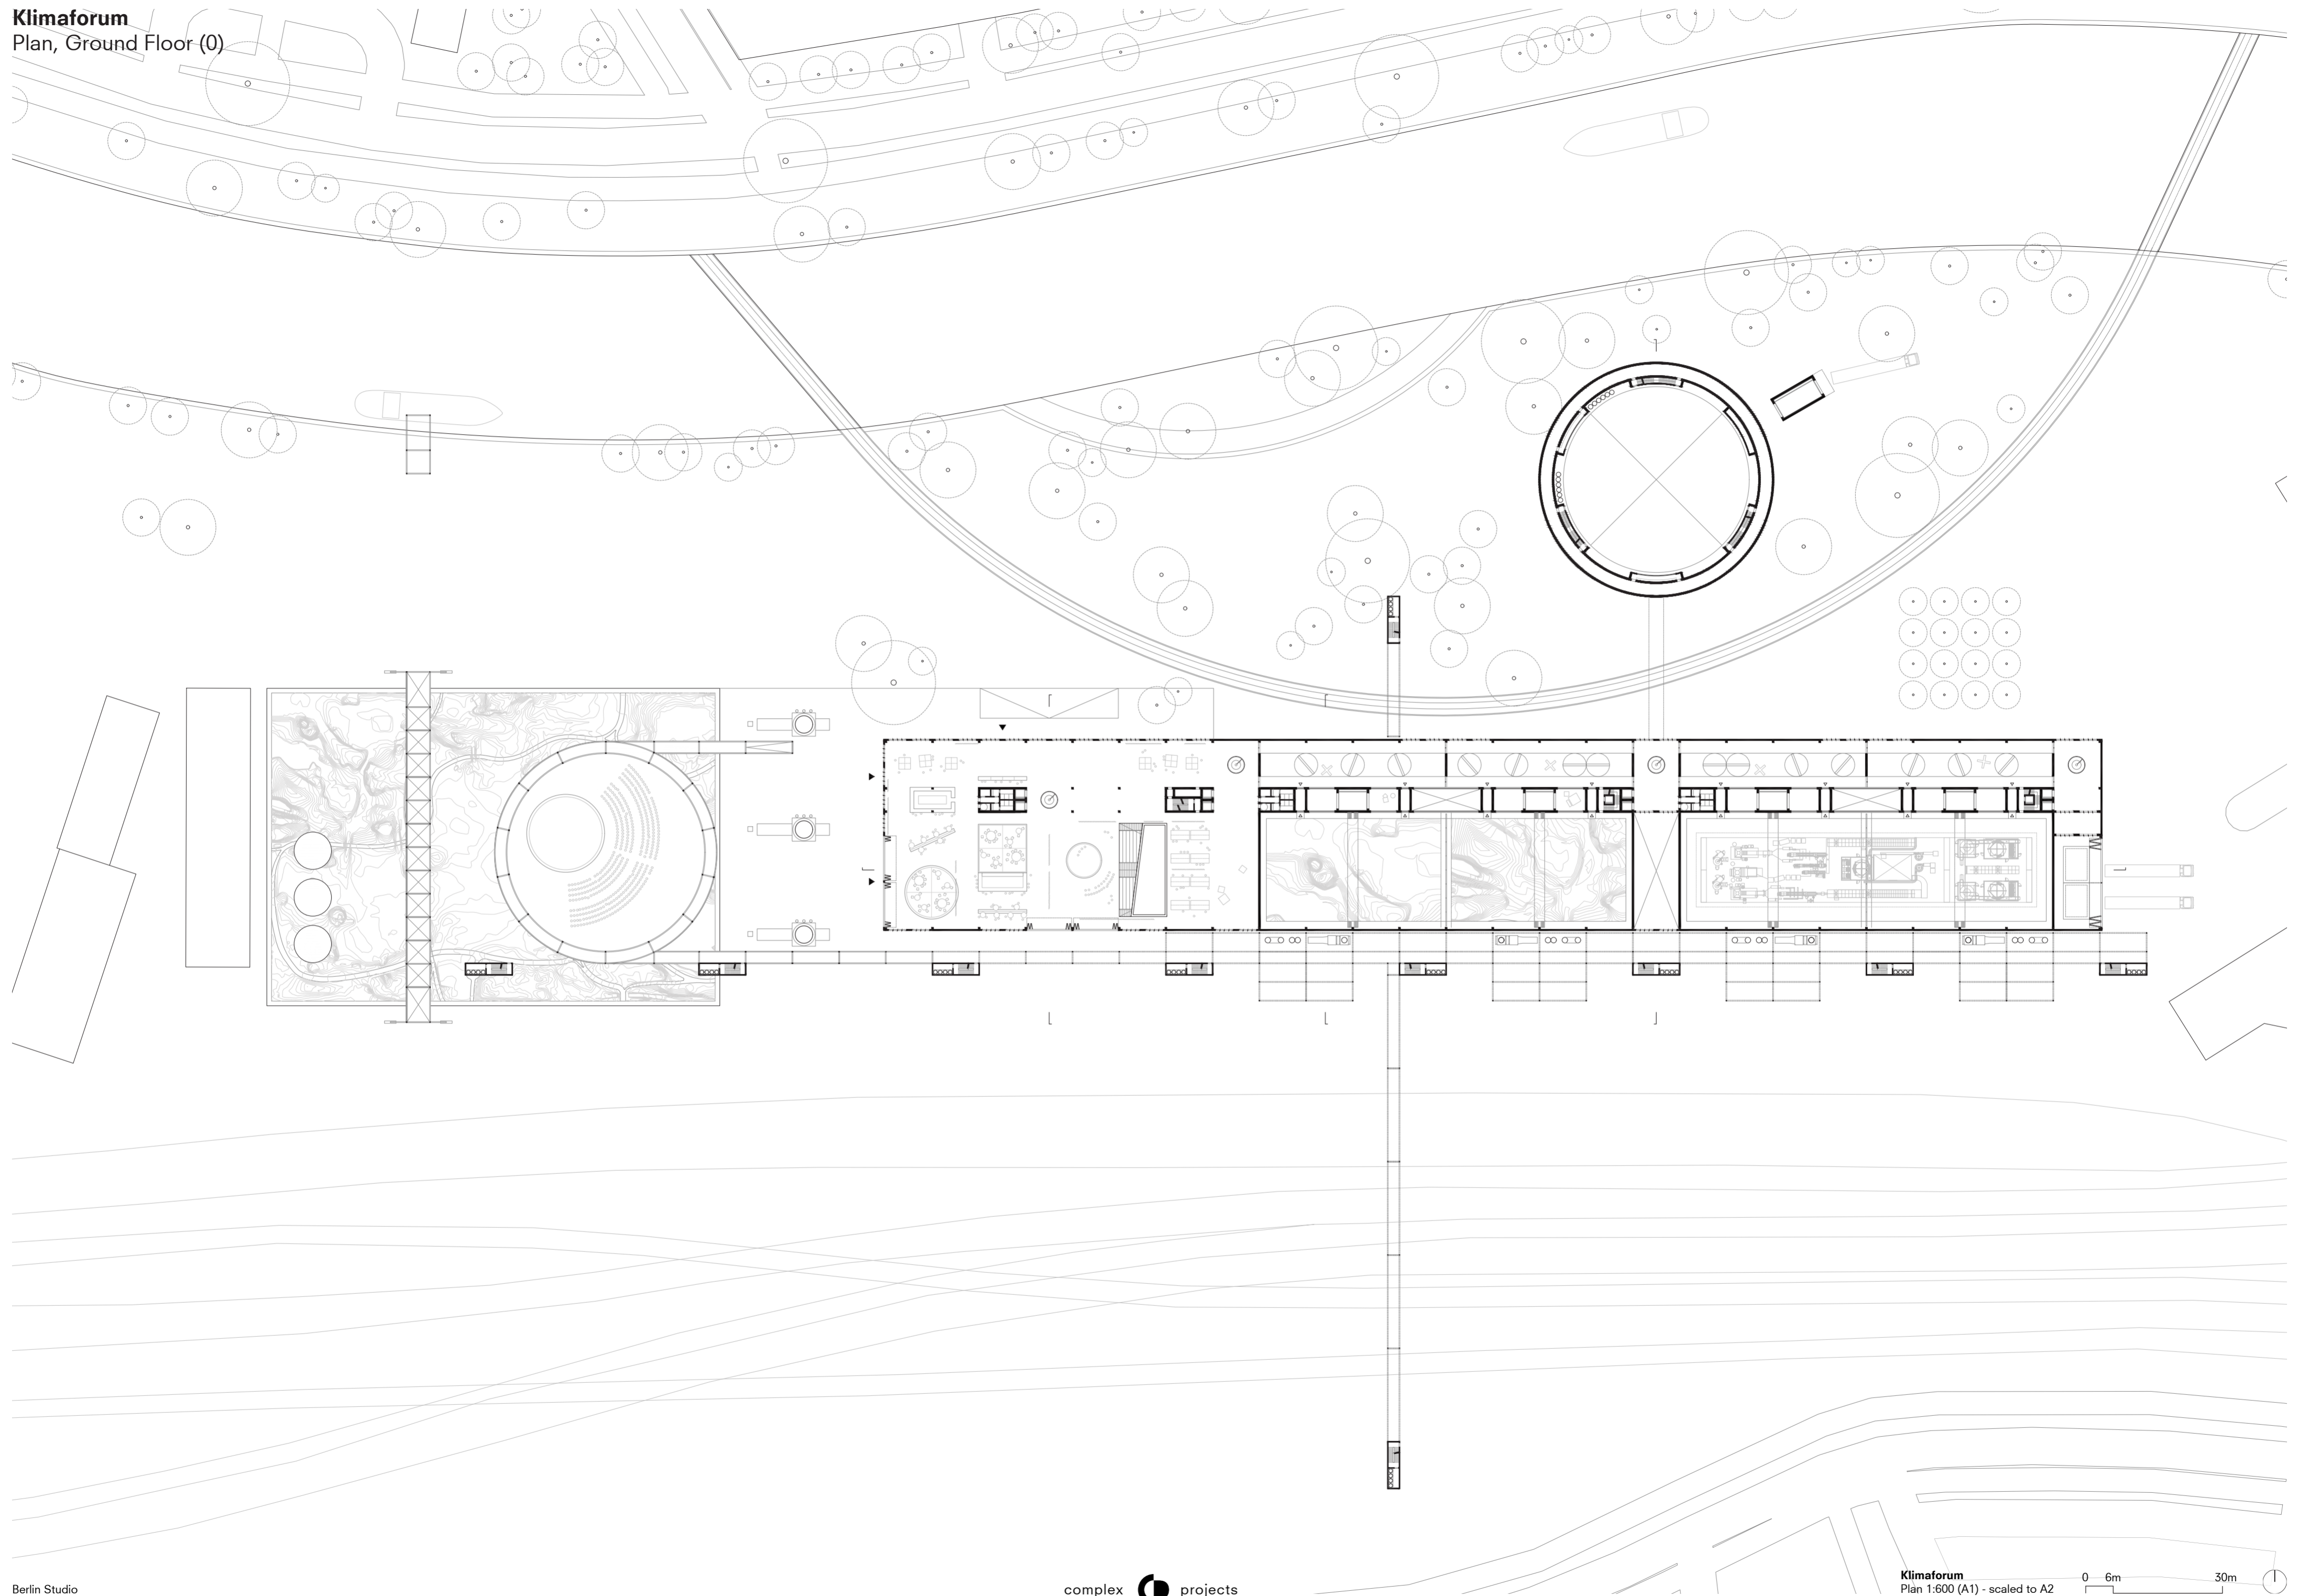 Klimaforum
Plan, Ground Floor (0)
Berlin Studio
complex projects
Klimaforum
Plan 1:600 (A1) - scaled to A2
0 6m 30m